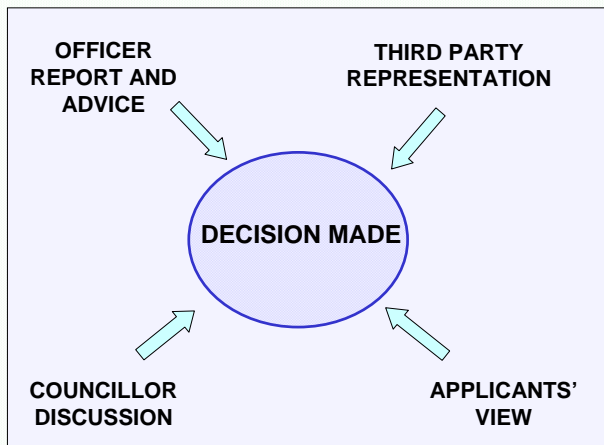 OFFICER
REPORT AND
ADVICE
THIRD PARTY
REPRESENTATION
DECISION MADE
COUNCILLOR
DISCUSSION
APPLICANTS’
VIEW